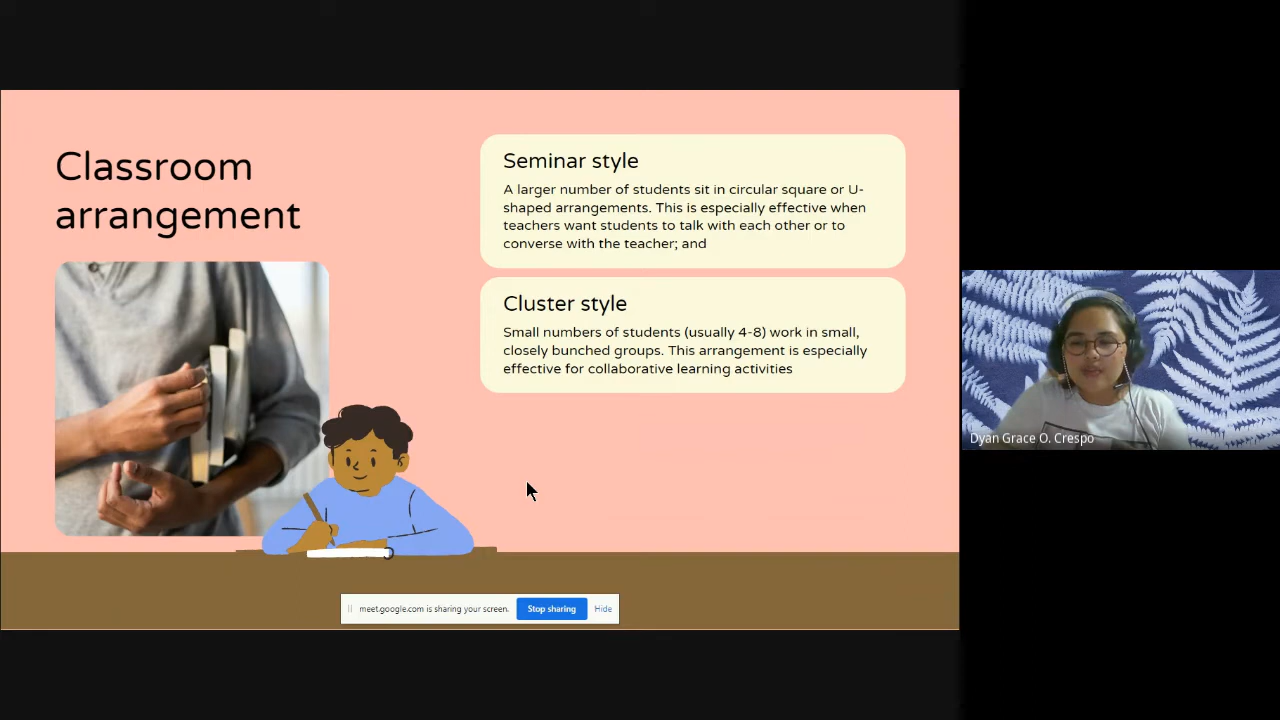 Classroom
arrangement
Seminar style
A larger number of students sit in circular square or U-
shaped arrangements. This is especially effective when
teachers want students to talk with each other or to
converse with the teacher; and
Cluster style
Small numbers of students (usually 4-8) work in small,
closely bunched groups. This arrangement is especially
effective for collaborative learning activities
Dyan Grace O. Crespo
meet.google.com is sharing your screen.
Stop sharing
Hide